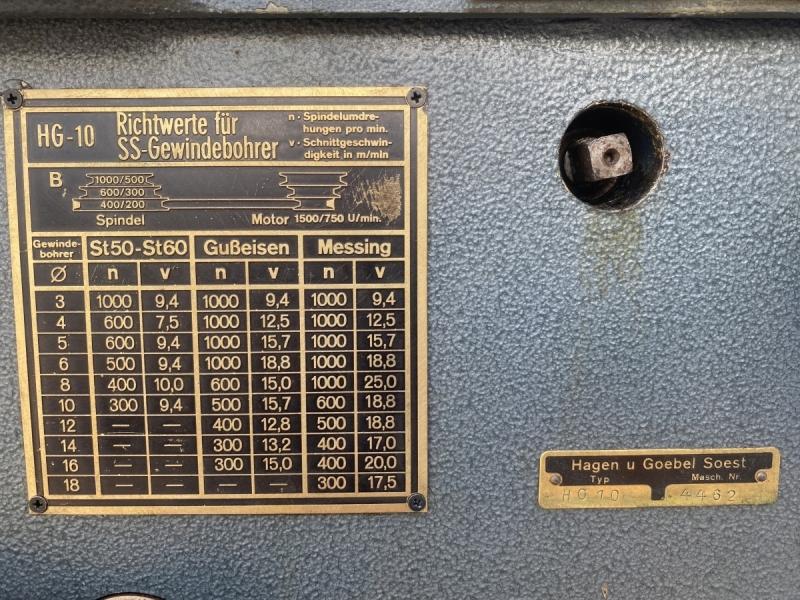 HG-10 Richtwerte für SS-Gewindebohrer
n - Spindelumdre-
hungen pro min.
v - Schnittgeschwin-
digkeit in m/min
B
1000/500
600/300
400/200
Spindel Motor 1500/750 U/min.
Gewinde-
bohrer St50-St60 Gußeisen Messing
Ø n v n v n v
3 1000 9,4 1000 9,4 1000 9,4
4 600 7,5 1000 12,5 1000 12,5
5 600 9,4 1000 15,7 1000 15,7
6 500 9,4 1000 18,8 1000 18,8
8 400 10,0 600 15,0 1000 25,0
10 300 9,4 500 15,7 600 18,8
12 — — 400 12,8 500 18,8
14 — — 300 13,2 400 17,0
16 — — 300 15,0 400 20,0
18 — — — — 300 17,5
Hagen u Goebel Soest
Typ Masch. Nr.
HG 10 4462